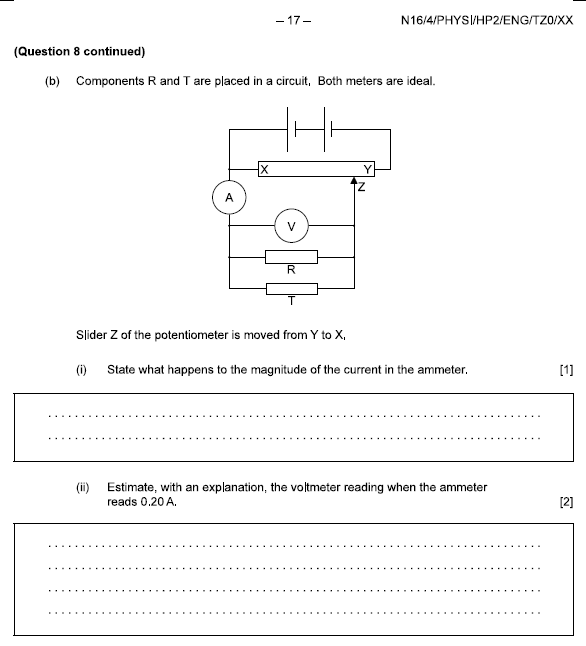 – 17 –
N16/4/PHYSI/HP2/ENG/TZ0/XX
(Question 8 continued)
(b) Components R and T are placed in a circuit. Both meters are ideal.
X
Y
Z
A
V
R
T
Slider Z of the potentiometer is moved from Y to X.
(i) State what happens to the magnitude of the current in the ammeter. [1]
(ii) Estimate, with an explanation, the voltmeter reading when the ammeter
reads 0.20 A. [2]